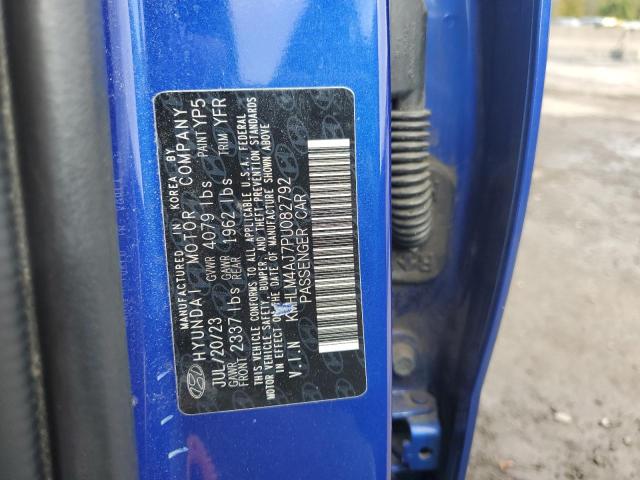 MANUFACTURED IN KOREA BY
HYUNDAI MOTOR COMPANY
JUL/20/23 GVWR 4079 lbs PAINT YP5
GAWR FRONT 2337 lbs GAWR REAR 1962 lbs TRIM YFR
THIS VEHICLE CONFORMS TO ALL APPLICABLE U.S.A. FEDERAL
MOTOR VEHICLE SAFETY, BUMPER, AND THEFT PREVENTION STANDARDS
IN EFFECT ON THE DATE OF MANUFACTURE SHOWN ABOVE
V.I.N KMHLM4AJ7PU082792
PASSENGER CAR